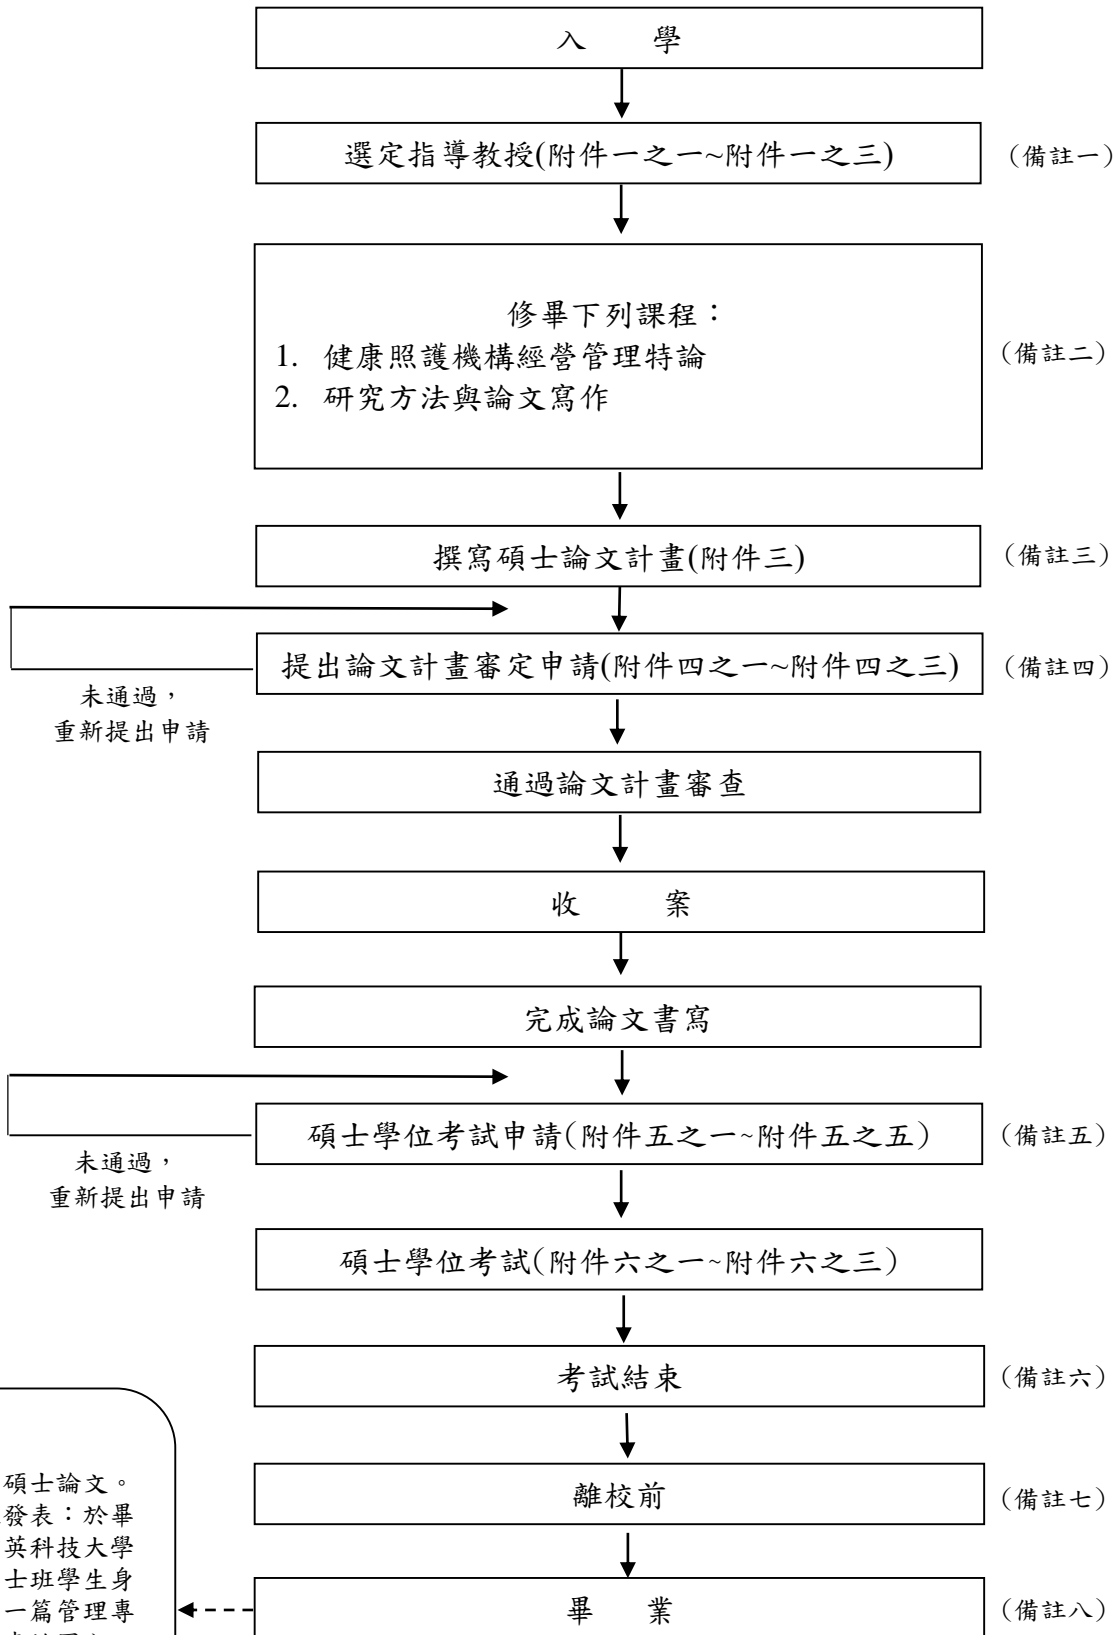 入　　學
選定指導教授(附件一之一~附件一之三)
（備註一）
修畢下列課程：
1. 健康照護機構經營管理特論
2. 研究方法與論文寫作
（備註二）
撰寫碩士論文計畫(附件三)
（備註三）
提出論文計畫審定申請(附件四之一~附件四之三)
（備註四）
未通過，
重新提出申請
通過論文計畫審查
收　　案
完成論文書寫
碩士學位考試申請(附件五之一~附件五之五)
（備註五）
未通過，
重新提出申請
碩士學位考試(附件六之一~附件六之三)
考試結束
（備註六）
離校前
（備註七）
畢　　業
（備註八）
碩士論文。
發表：於畢
英科技大學
士班學生身
一篇管理專